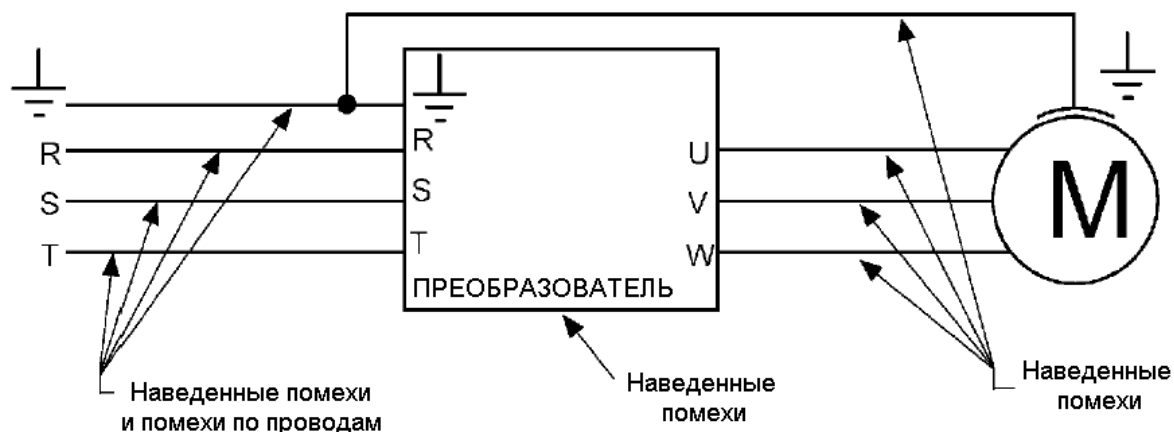 R
S
T
R
S
T
ПРЕОБРАЗОВАТЕЛЬ
U
V
W
M
Наведенные помехи
и помехи по проводам
Наведенные
помехи
Наведенные
помехи